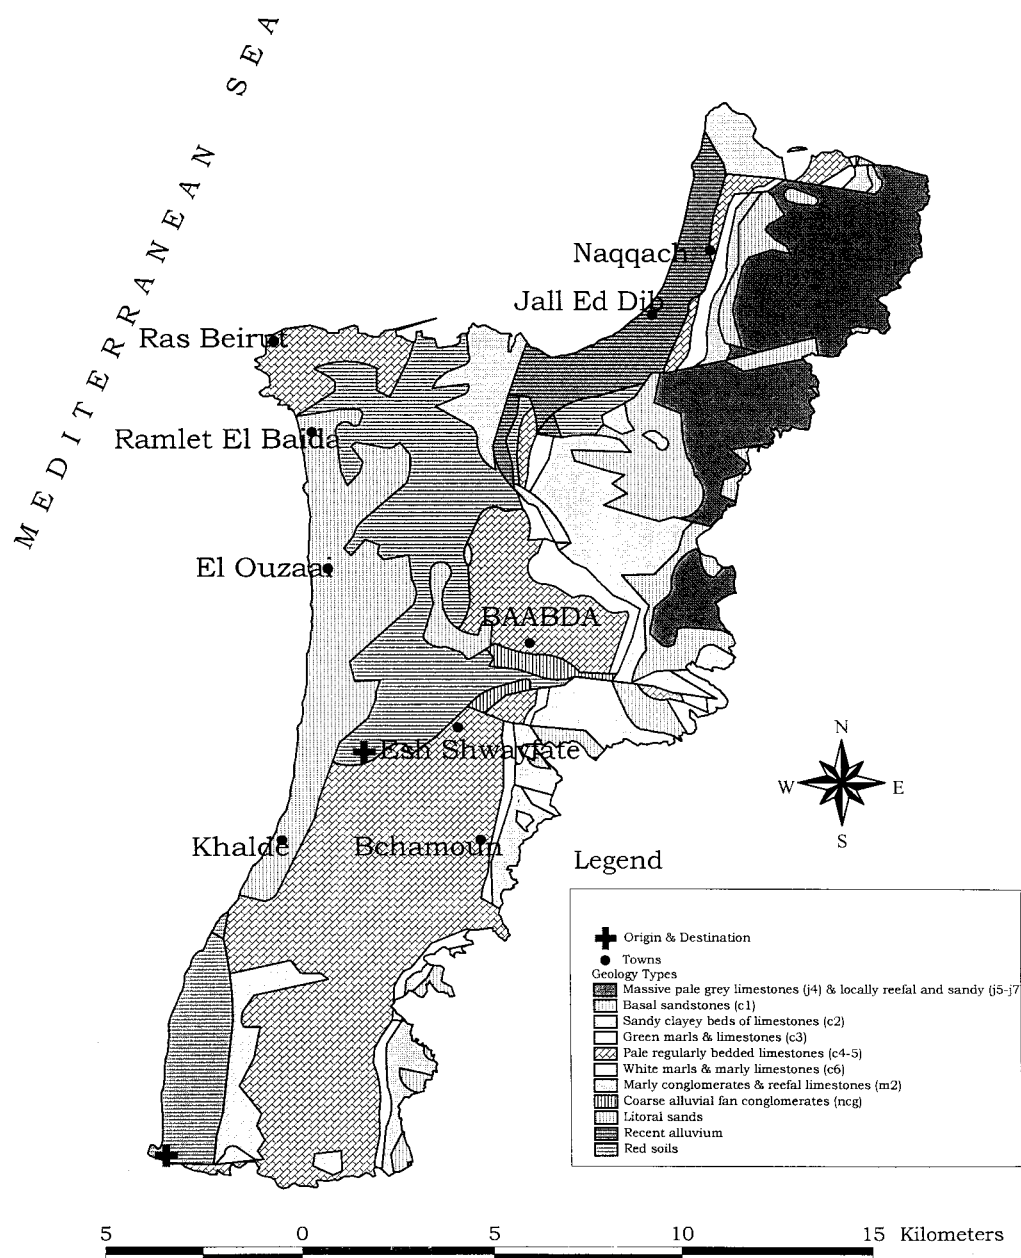 MEDITERRANEAN SEA
Naqqach
Jall Ed Dib
Ras Beirut
Ramlet El Baida
El Ouzaai
BAABDA
Esh Shwayfate
Khalde
Bchamoun
N
W
E
S
Legend
Origin & Destination
Towns
Geology Types
Massive pale grey limestones (j4) & locally reefal and sandy (j5-j7
Basal sandstones (c1)
Sandy clayey beds of limestones (c2)
Green marls & limestones (c3)
Pale regularly bedded limestones (c4-5)
White marls & marly limestones (c6)
Marly conglomerates & reefal limestones (m2)
Coarse alluvial fan conglomerates (ncg)
Litoral sands
Recent alluvium
Red soils
5 0 5 10 15 Kilometers